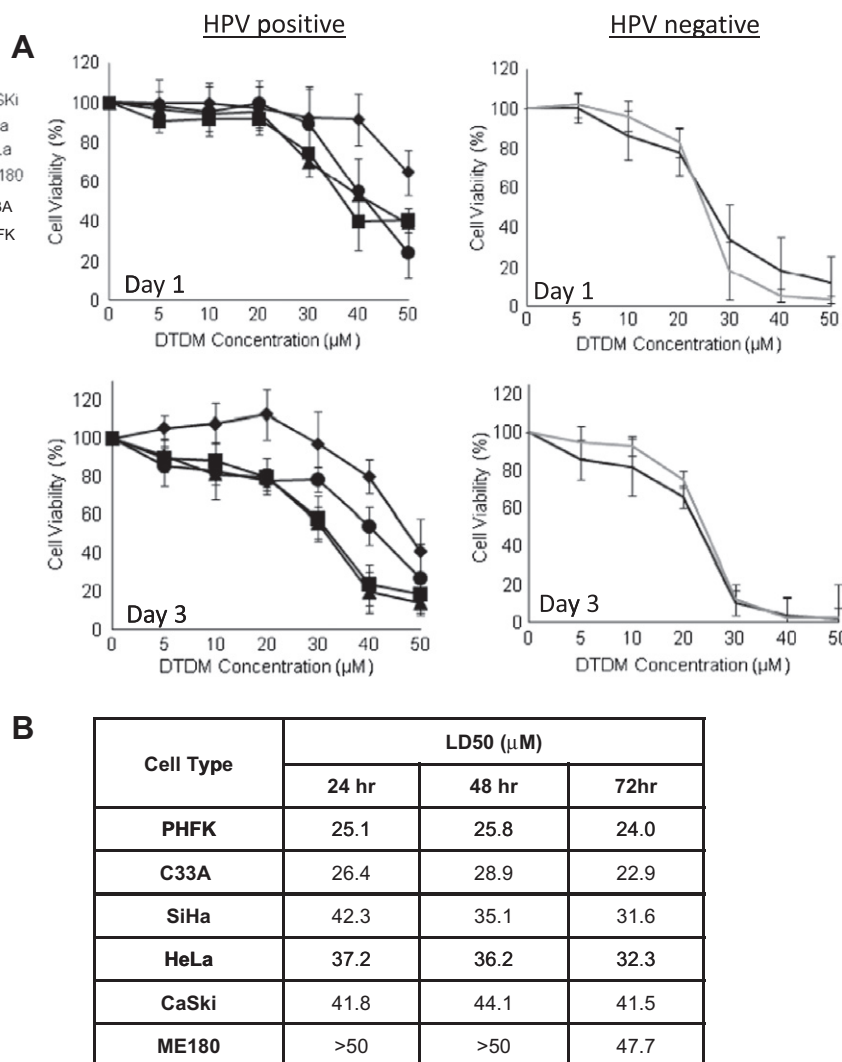 HPV positive
HPV negative
A
120
100
80
60
40
20
0
Cell Viability (%)
Day 1
0 5 10 20 30 40 50
DTDM Concentration (µM)
120
100
80
60
40
20
0
Cell Viability (%)
Day 1
0 5 10 20 30 40 50
DTDM Concentration (µM)
120
100
80
60
40
20
0
Cell Viability (%)
Day 3
0 5 10 20 30 40 50
DTDM Concentration (µM)
120
100
80
60
40
20
0
Cell Viability (%)
Day 3
0 5 10 20 30 40 50
DTDM Concentration (µM)
B
Cell Type LD50 (µM)
24 hr 48 hr 72hr
PHFK 25.1 25.8 24.0
C33A 26.4 28.9 22.9
SiHa 42.3 35.1 31.6
HeLa 37.2 36.2 32.3
CaSki 41.8 44.1 41.5
ME180 >50 >50 47.7